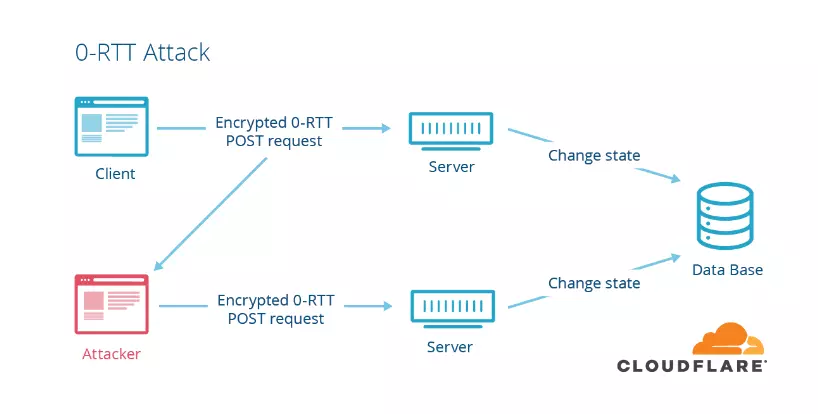 0-RTT Attack
Encrypted 0-RTT
POST request
Client
Server
Change state
Data Base
Encrypted 0-RTT
POST request
Change state
Attacker
Server
CLOUDFLARE